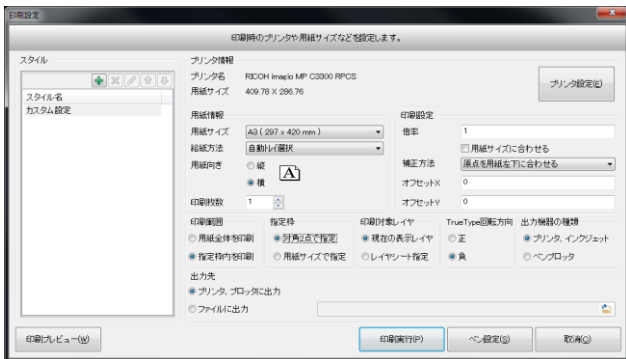 印刷設定
印刷時のプリンタや用紙サイズなどを設定します。
スタイル
スタイル名
カスタム設定
プリンタ情報
プリンタ名 RICOH imagio MP C3300 RPCS
用紙サイズ 409.78 X 286.76
プリンタ設定(E)
用紙情報
用紙サイズ A3 ( 297 x 420 mm )
給紙方法 自動トレイ選択
用紙向き 縦
横
A
印刷枚数 1
印刷設定
倍率 1
用紙サイズに合わせる
補正方法 原点を用紙左下に合わせる
オフセットX 0
オフセットY 0
印刷範囲
用紙全体を印刷
指定枠内を印刷
指定枠
対角2点で指定
用紙サイズで指定
印刷対象レイヤ
現在の表示レイヤ
レイヤシート指定
TrueType回転方向
正
負
出力機器の種類
プリンタ、インクジェット
ペンプロッタ
出力先
プリンタ、プロッタに出力
ファイルに出力
印刷プレビュー(W)
印刷実行(P)
ペン設定(S)
取消(C)